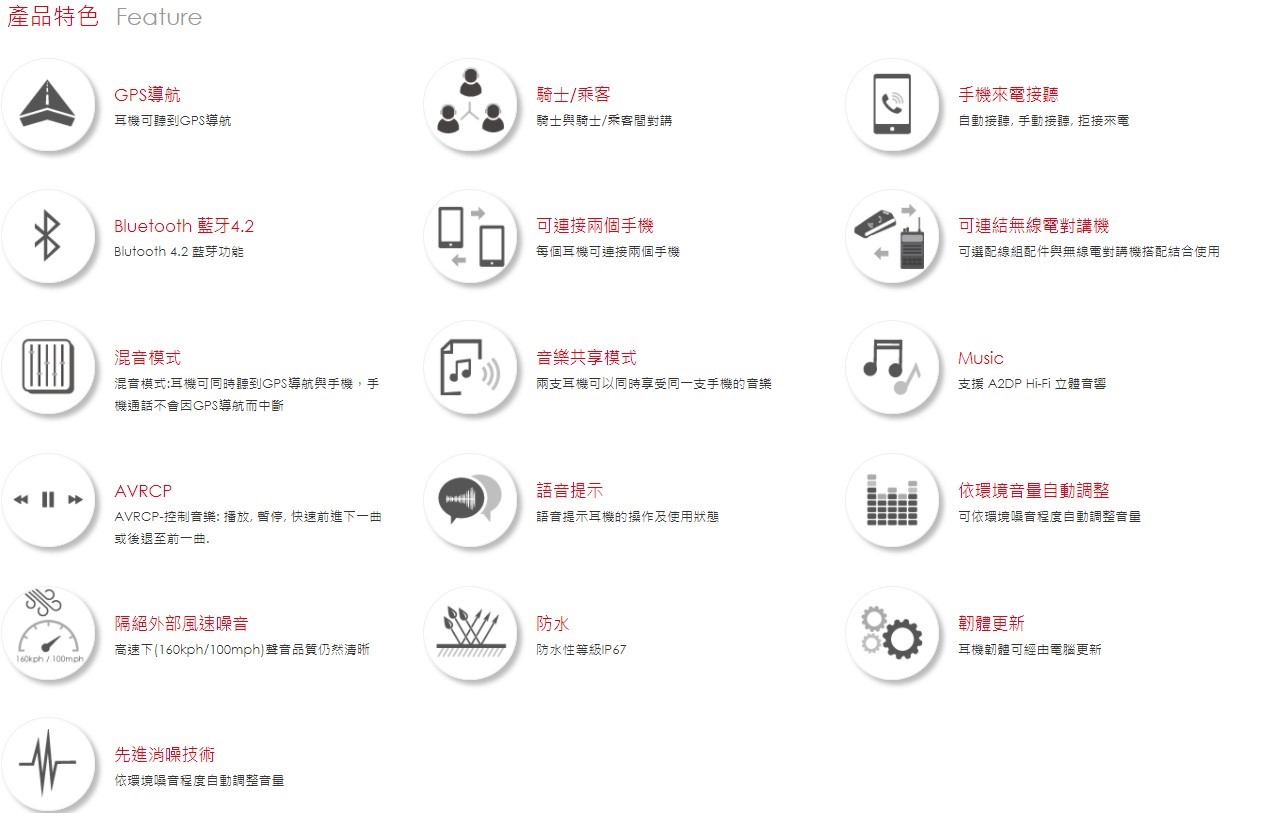 產品特色 Feature
GPS導航
耳機可聽到GPS導航
騎士/乘客
騎士與騎士/乘客間對講
手機來電接聽
自動接聽, 手動接聽, 拒接來電
Bluetooth 藍牙4.2
Blutooth 4.2 藍芽功能
可連接兩個手機
每個耳機可連接兩個手機
可連結無線電對講機
可選配線組配件與無線電對講機搭配結合使用
混音模式
混音模式:耳機可同時聽到GPS導航與手機，手
機通話不會因GPS導航而中斷
音樂共享模式
兩支耳機可以同時享受同一支手機的音樂
Music
支援 A2DP Hi-Fi 立體音響
AVRCP
AVRCP-控制音樂: 播放, 暫停, 快速前進下一曲
或後退至前一曲.
語音提示
語音提示耳機的操作及使用狀態
依環境音量自動調整
可依環境噪音程度自動調整音量
160kph / 100mph
隔絕外部風速噪音
高速下(160kph/100mph)聲音品質仍然清晰
防水
防水性等級IP67
韌體更新
耳機韌體可經由電腦更新
先進消噪技術
依環境噪音程度自動調整音量